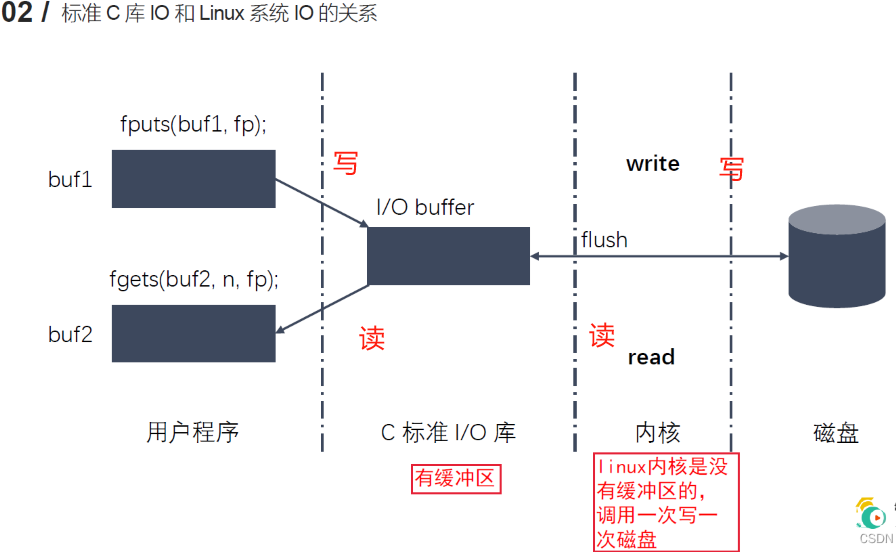 02 / 标准 C 库 IO 和 Linux 系统 IO 的关系
fputs(buf1, fp);
buf1
写
write
写
I/O buffer
flush
fgets(buf2, n, fp);
buf2
读
读
read
用户程序
C 标准 I/O 库
内核
磁盘
有缓冲区
linux内核是没
有缓冲区的，
调用一次写一
次磁盘
CSDN